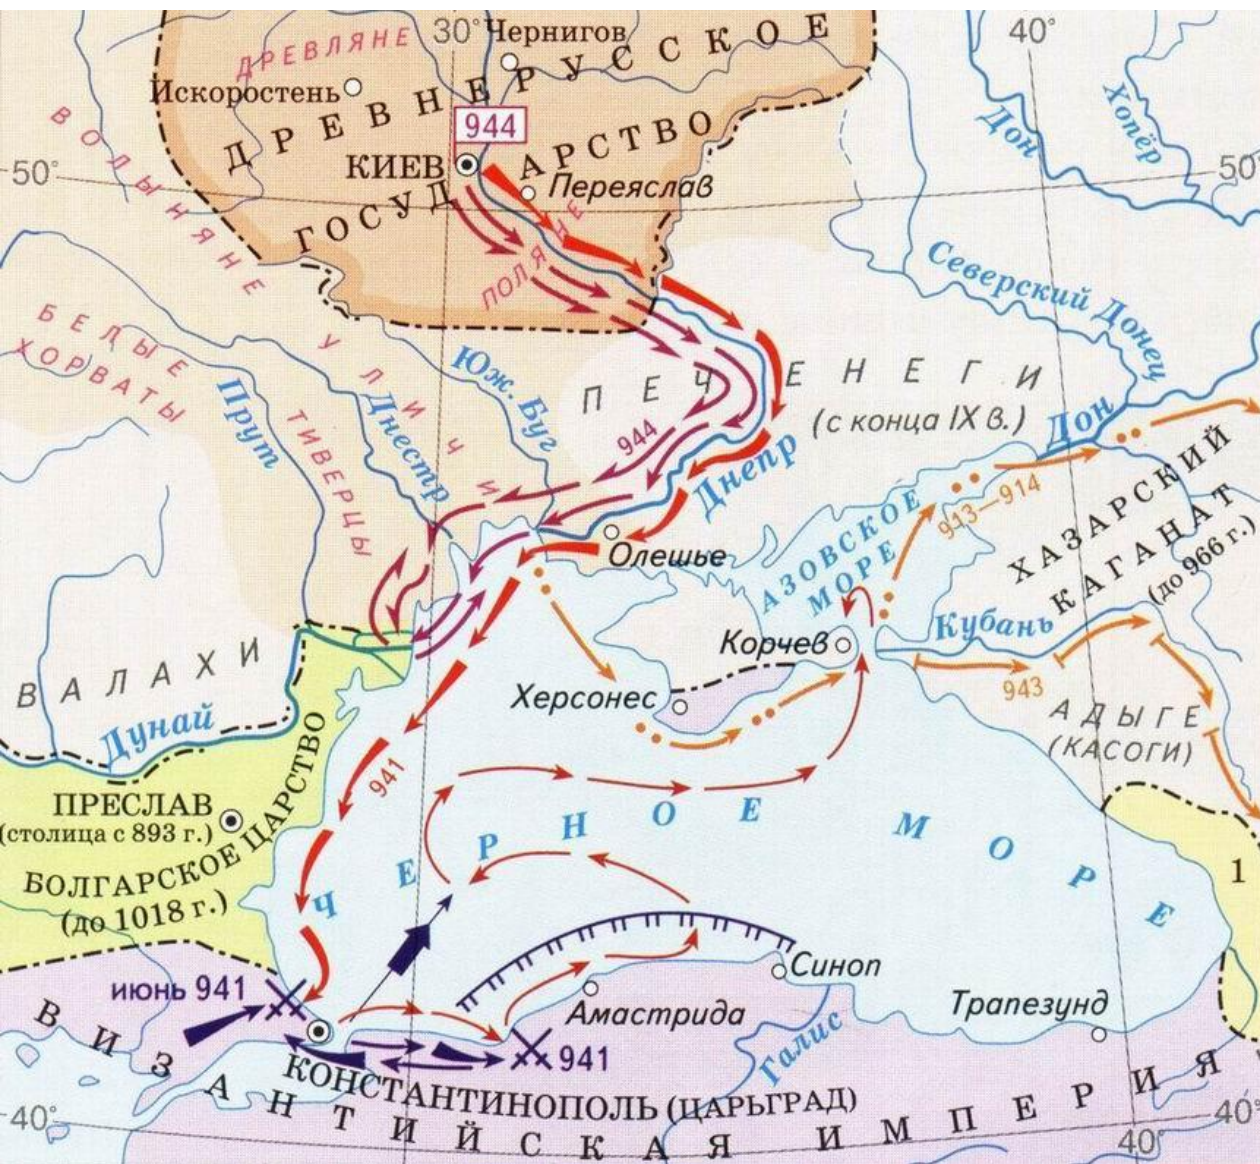 30°
Чернигов
40°
ДРЕВЛЯНЕ
Искоростень
ДРЕВНЕРУССКОЕ
ГОСУДАРСТВО
944
КИЕВ
Переяслав
Дон
Хопёр
50°
50°
ВОЛЫНЯНЕ
ПОЛЯНЕ
Северский Донец
БЕЛЫЕ
ХОРВАТЫ
УЛИЧИ
Юж. Буг
Прут
Днестр
ТИВЕРЦЫ
ПЕЧЕНЕГИ
(с конца IX в.)
944
Днепр
Дон
913—914
ХАЗАРСКИЙ
КАГАНАТ
(до 966 г.)
Олешье
АЗОВСКОЕ
МОРЕ
Кубань
Корчев
943
ВАЛАХИ
Дунай
Херсонес
АДЫГЕ
(КАСОГИ)
941
ПРЕСЛАВ
(столица с 893 г.)
БОЛГАРСКОЕ ЦАРСТВО
(до 1018 г.)
ЧЕРНОЕ МОРЕ
1
июнь 941
Синоп
Амастрида
Трапезунд
941
Галис
КОНСТАНТИНОПОЛЬ (ЦАРЬГРАД)
ВИЗАНТИЙСКАЯ ИМПЕРИЯ
40°
40°
40°